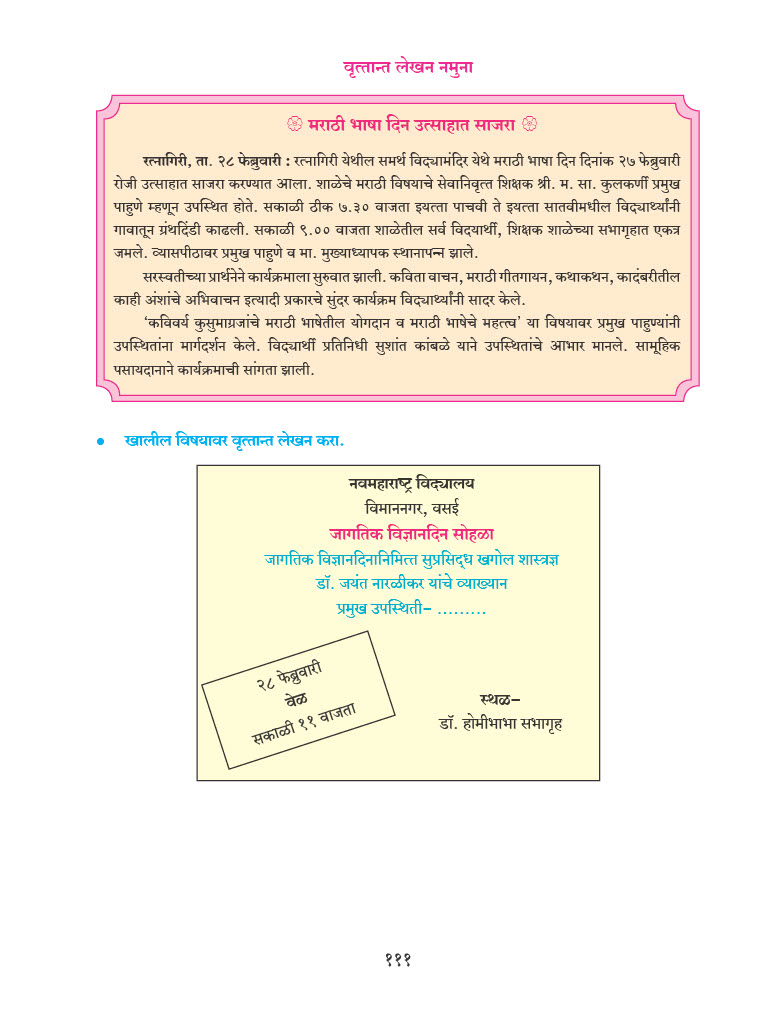 वृत्तान्त लेखन नमुना
मराठी भाषा दिन उत्साहात साजरा
रत्नागिरी, ता. २८ फेब्रुवारी : रत्नागिरी येथील समर्थ विद्यामंदिर येथे मराठी भाषा दिन दिनांक २७ फेब्रुवारी
रोजी उत्साहात साजरा करण्यात आला. शाळेचे मराठी विषयाचे सेवानिवृत्त शिक्षक श्री. म. सा. कुलकर्णी प्रमुख
पाहुणे म्हणून उपस्थित होते. सकाळी ठीक ७.३० वाजता इयत्ता पाचवी ते इयत्ता सातवीमधील विद्यार्थ्यांनी
गावातून ग्रंथदिंडी काढली. सकाळी ९.०० वाजता शाळेतील सर्व विद्यार्थी, शिक्षक शाळेच्या सभागृहात एकत्र
जमले. व्यासपीठावर प्रमुख पाहुणे व मा. मुख्याध्यापक स्थानापन्न झाले.
सरस्वतीच्या प्रार्थनेने कार्यक्रमाला सुरुवात झाली. कविता वाचन, मराठी गीतगायन, कथाकथन, कादंबरीतील
काही अंशांचे अभिवाचन इत्यादी प्रकारचे सुंदर कार्यक्रम विद्यार्थ्यांनी सादर केले.
‘कविवर्य कुसुमाग्रजांचे मराठी भाषेतील योगदान व मराठी भाषेचे महत्त्व’ या विषयावर प्रमुख पाहुण्यांनी
उपस्थितांना मार्गदर्शन केले. विद्यार्थी प्रतिनिधी सुशांत कांबळे याने उपस्थितांचे आभार मानले. सामूहिक
पसायदानाने कार्यक्रमाची सांगता झाली.
• खालील विषयावर वृत्तान्त लेखन करा.
नवमहाराष्ट्र विद्यालय
विमाननगर, वसई
जागतिक विज्ञानदिन सोहळा
जागतिक विज्ञानदिनानिमित्त सुप्रसिद्ध खगोल शास्त्रज्ञ
डॉ. जयंत नारळीकर यांचे व्याख्यान
प्रमुख उपस्थिती– .........
२८ फेब्रुवारी
वेळ
सकाळी ११ वाजता
स्थळ–
डॉ. होमीभाभा सभागृह
१११